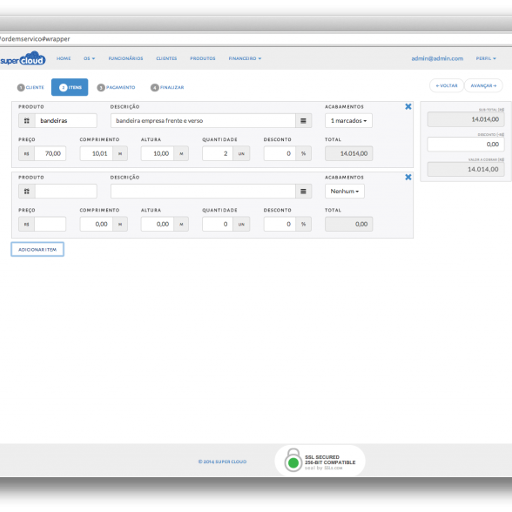 /ordemservico#wrapper
super cloud HOME OS FUNCIONÁRIOS CLIENTES PRODUTOS FINANCEIRO admin@admin.com PERFIL
1 CLIENTE 2 ITENS 3 PAGAMENTO 4 FINALIZAR « VOLTAR AVANÇAR »
PRODUTO DESCRIÇÃO ACABAMENTOS
bandeiras bandeira empresa frente e verso 1 marcados
PREÇO COMPRIMENTO ALTURA QUANTIDADE DESCONTO TOTAL
R$ 70,00 10,01 M 10,00 M 2 UN 0 % 14.014,00
PRODUTO DESCRIÇÃO ACABAMENTOS
Nenhum
PREÇO COMPRIMENTO ALTURA QUANTIDADE DESCONTO TOTAL
R$ 0,00 M 0,00 M 0 UN 0 % 0,00
ADICIONAR ITEM
SUB TOTAL (R$)
14.014,00
DESCONTO (R$)
0,00
VALOR A COBRAR (R$)
14.014,00
© 2014 SUPER CLOUD
SSL SECURED
256-BIT COMPATIBLE